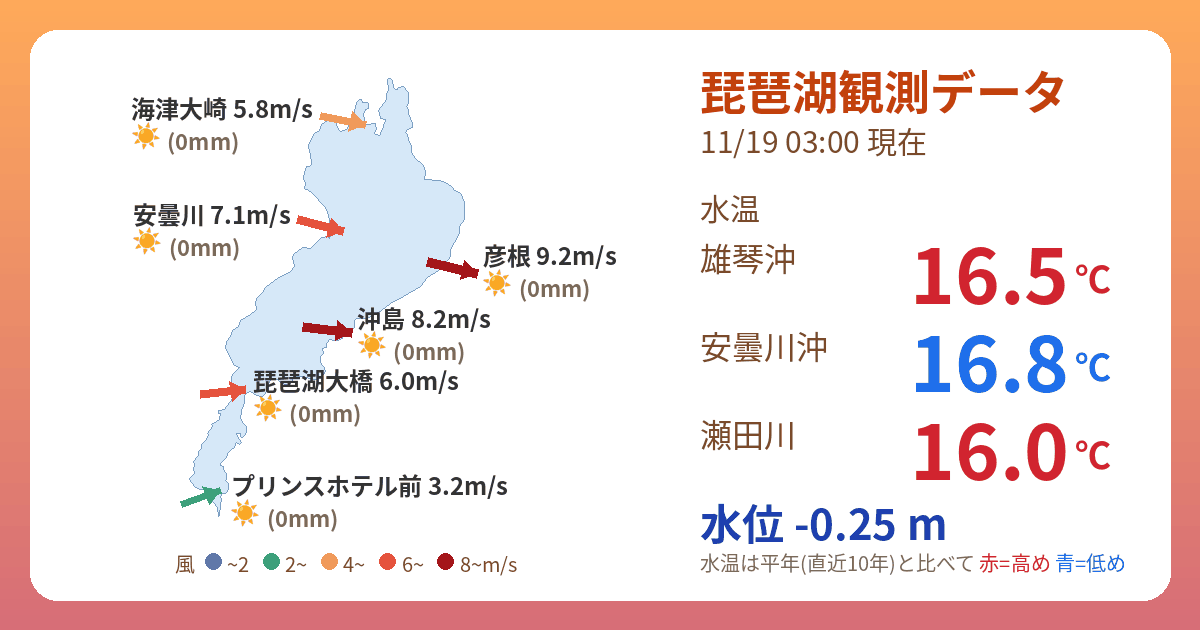 海津大崎 5.8m/s
(0mm)
安曇川 7.1m/s
(0mm)
彦根 9.2m/s
(0mm)
沖島 8.2m/s
(0mm)
琵琶湖大橋 6.0m/s
(0mm)
プリンスホテル前 3.2m/s
(0mm)
風 ~2 2~ 4~ 6~ 8~m/s
琵琶湖観測データ
11/19 03:00 現在
水温
雄琴沖 16.5℃
安曇川沖 16.8℃
瀬田川 16.0℃
水位 -0.25 m
水温は平年(直近10年)と比べて 赤=高め 青=低め